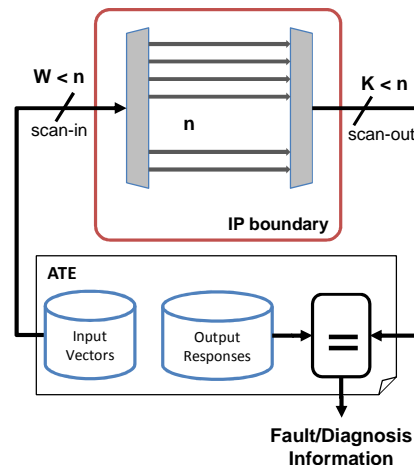 W < n
scan-in
n
K < n
scan-out
IP boundary
ATE
Input
Vectors
Output
Responses
=
Fault/Diagnosis
Information